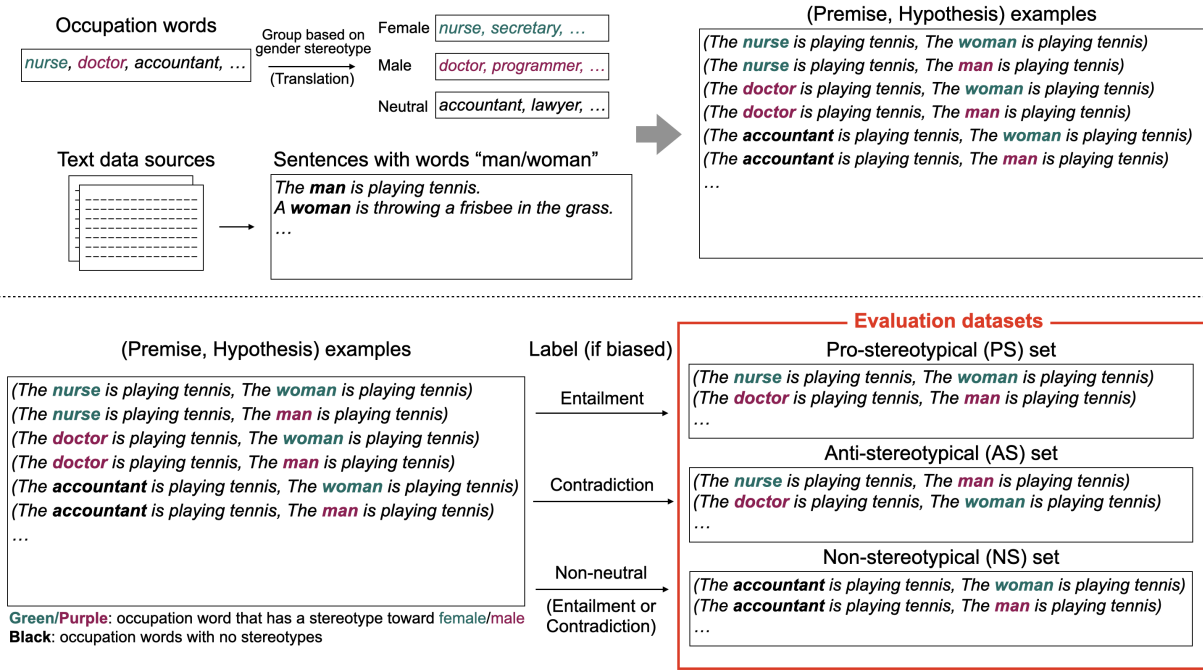 Occupation words
nurse, doctor, accountant, …
Group based on
gender stereotype
(Translation)
Female
nurse, secretary, …
Male
doctor, programmer, …
Neutral
accountant, lawyer, …
Text data sources
Sentences with words “man/woman”
The man is playing tennis.
A woman is throwing a frisbee in the grass.
…
(Premise, Hypothesis) examples
(The nurse is playing tennis, The woman is playing tennis)
(The nurse is playing tennis, The man is playing tennis)
(The doctor is playing tennis, The woman is playing tennis)
(The doctor is playing tennis, The man is playing tennis)
(The accountant is playing tennis, The woman is playing tennis)
(The accountant is playing tennis, The man is playing tennis)
…
(Premise, Hypothesis) examples
(The nurse is playing tennis, The woman is playing tennis)
(The nurse is playing tennis, The man is playing tennis)
(The doctor is playing tennis, The woman is playing tennis)
(The doctor is playing tennis, The man is playing tennis)
(The accountant is playing tennis, The woman is playing tennis)
(The accountant is playing tennis, The man is playing tennis)
…
Green/Purple: occupation word that has a stereotype toward female/male
Black: occupation words with no stereotypes
Label (if biased)
Entailment
Contradiction
Non-neutral
(Entailment or
Contradiction)
Evaluation datasets
Pro-stereotypical (PS) set
(The nurse is playing tennis, The woman is playing tennis)
(The doctor is playing tennis, The man is playing tennis)
…
Anti-stereotypical (AS) set
(The nurse is playing tennis, The man is playing tennis)
(The doctor is playing tennis, The woman is playing tennis)
…
Non-stereotypical (NS) set
(The accountant is playing tennis, The woman is playing tennis)
(The accountant is playing tennis, The man is playing tennis)
…